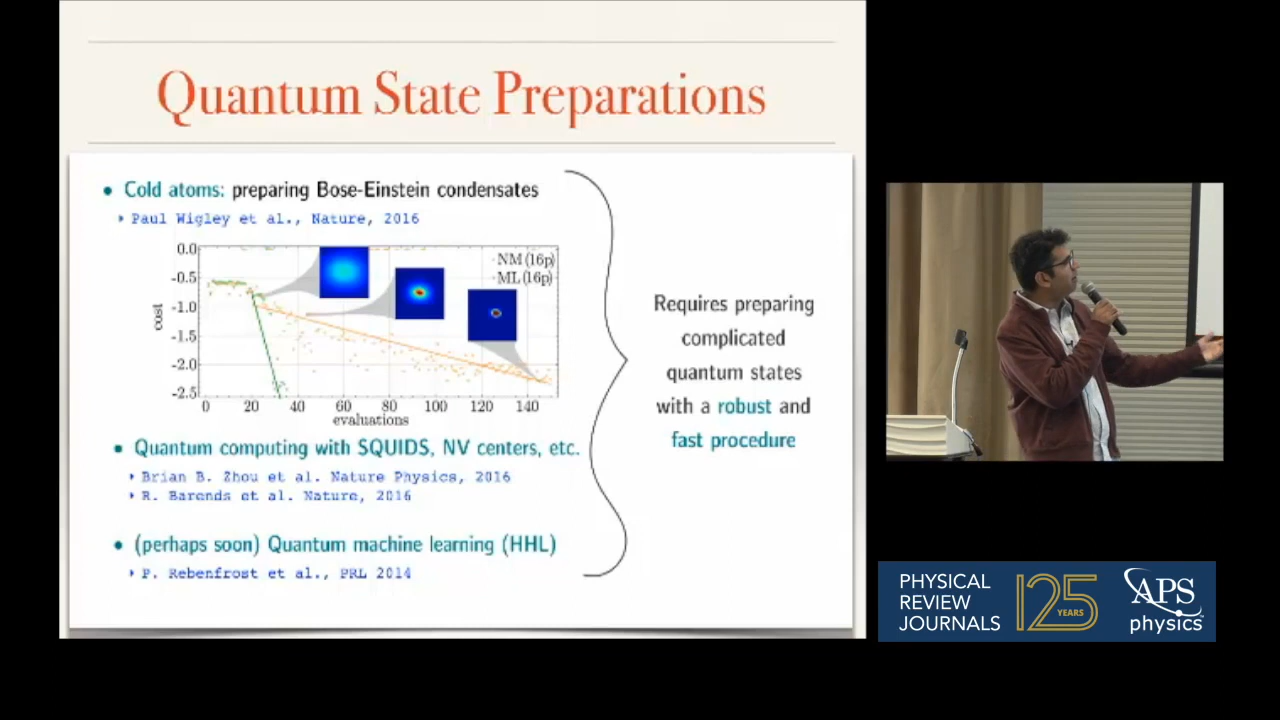 Quantum State Preparations
• Cold atoms: preparing Bose-Einstein condensates
‣ Paul Wigley et al., Nature, 2016
0.0
-0.5
-1.0
-1.5
-2.0
-2.5
cost
0 20 40 60 80 100 120 140
evaluations
· NM (16p)
· ML (16p)
• Quantum computing with SQUIDS, NV centers, etc.
‣ Brian B. Zhou et al. Nature Physics, 2016
‣ R. Barends et al. Nature, 2016
• (perhaps soon) Quantum machine learning (HHL)
‣ P. Rebenfrost et al., PRL 2014
Requires preparing
complicated
quantum states
with a robust and
fast procedure
PHYSICAL
REVIEW
JOURNALS
125
YEARS
APS
physics